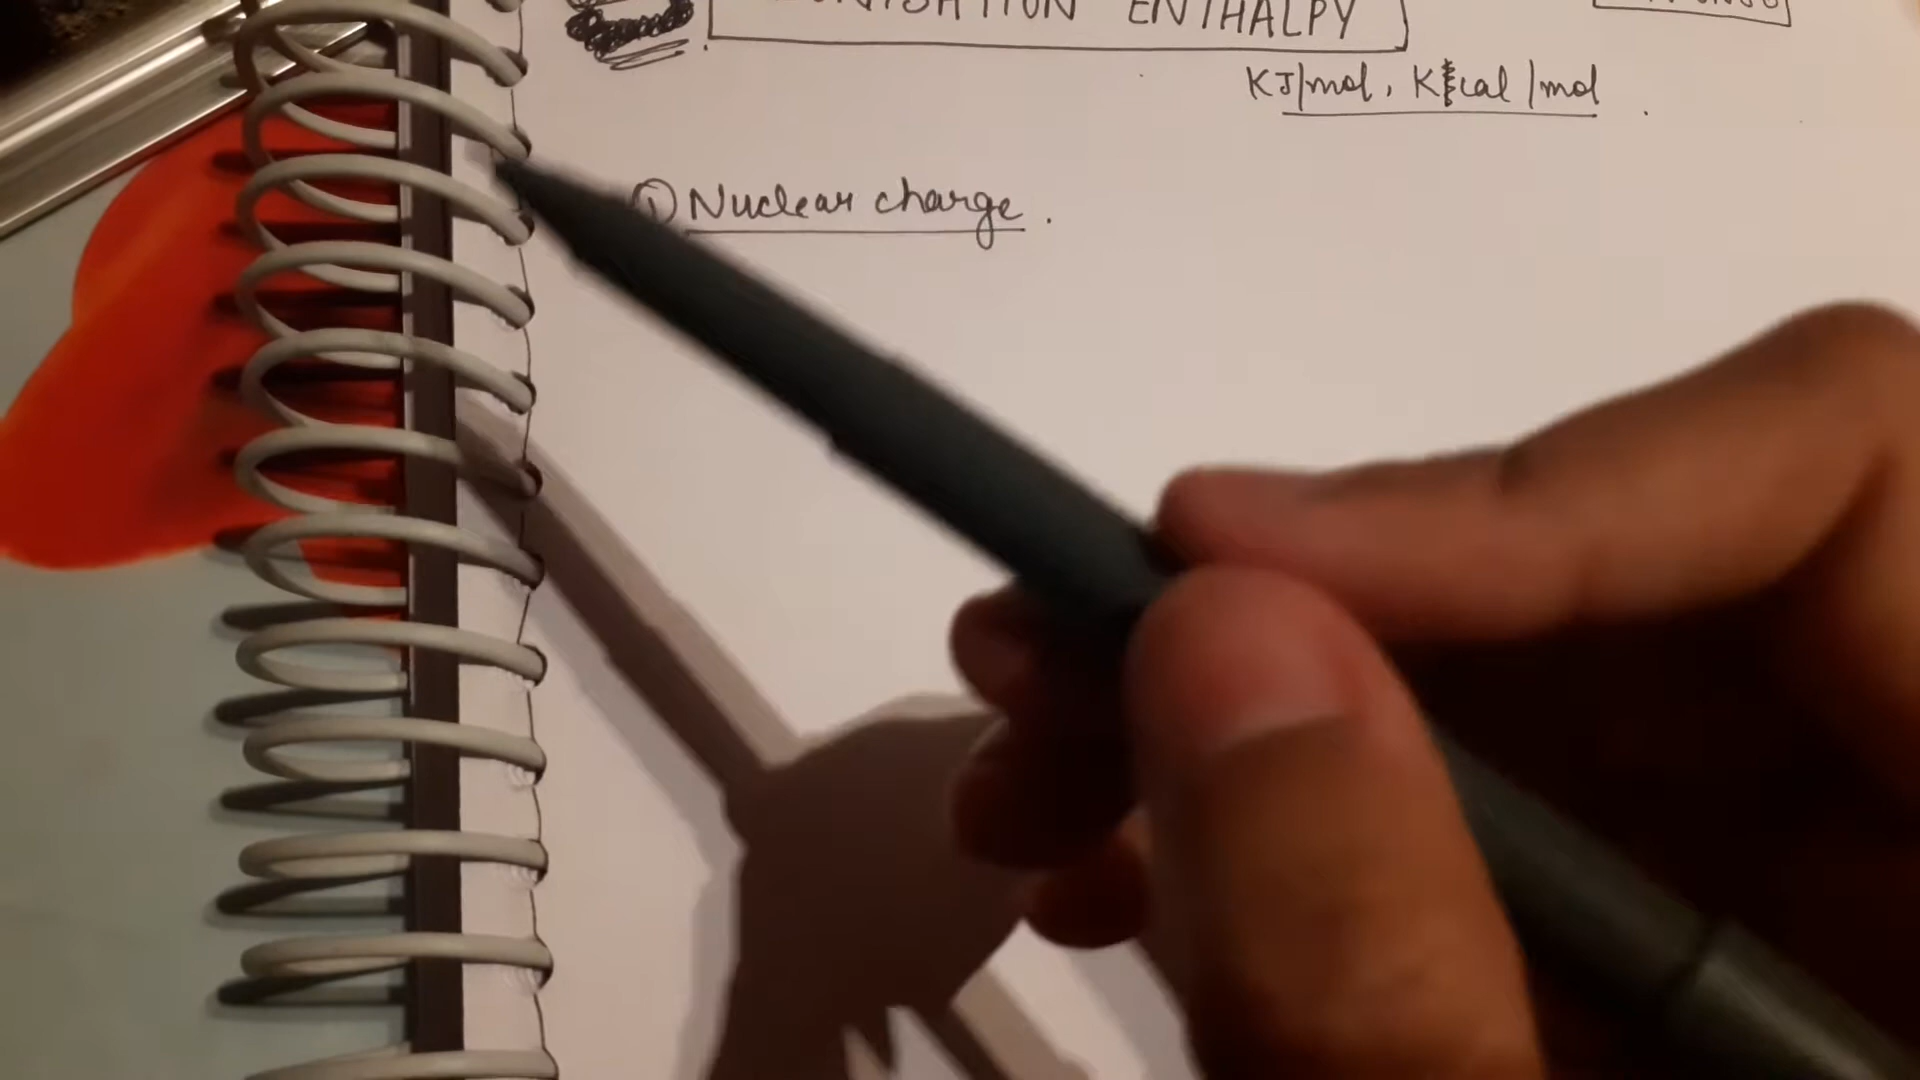 ENTHALPY
KJ/mol, Kcal/mol.
① Nuclear charge.